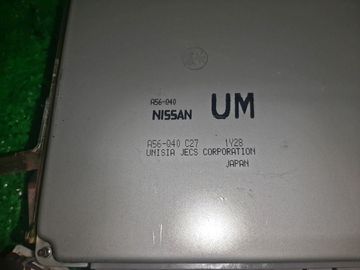 A56-040
NISSAN UM
A56-040 C27 1Y28
UNISIA JECS CORPORATION
JAPAN